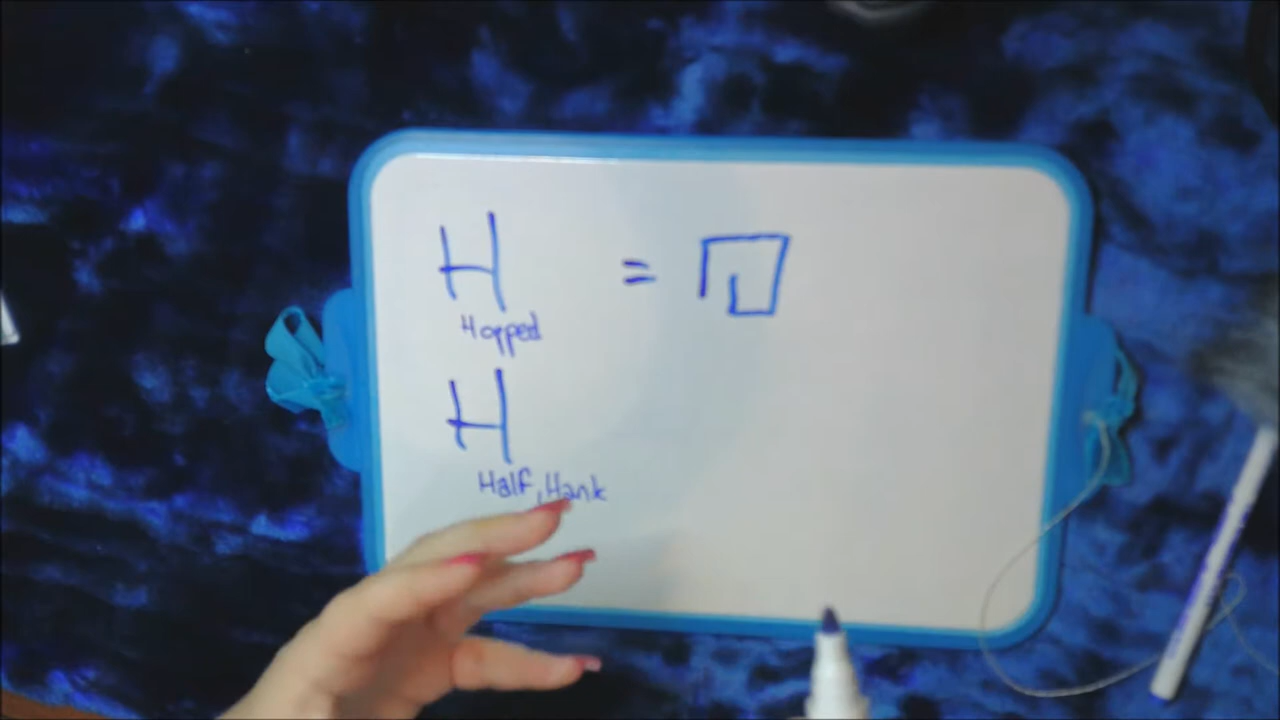 H =
Hopped
H
Half, Hank